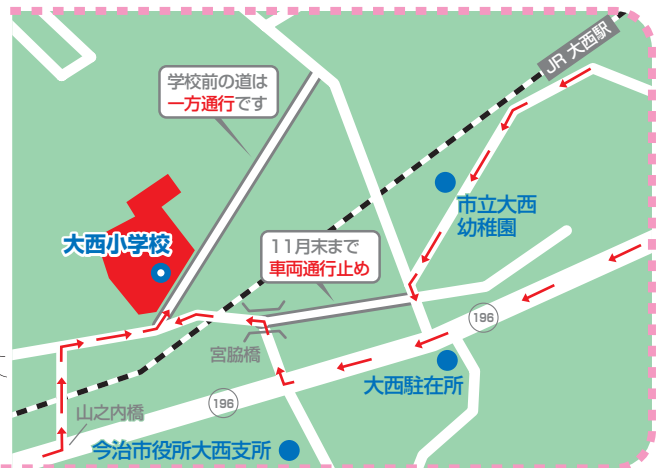 JR 大西駅
学校前の道は
一方通行です
市立大西
幼稚園
大西小学校
11月末まで
車両通行止め
196
宮脇橋
大西駐在所
196
山之内橋
今治市役所大西支所